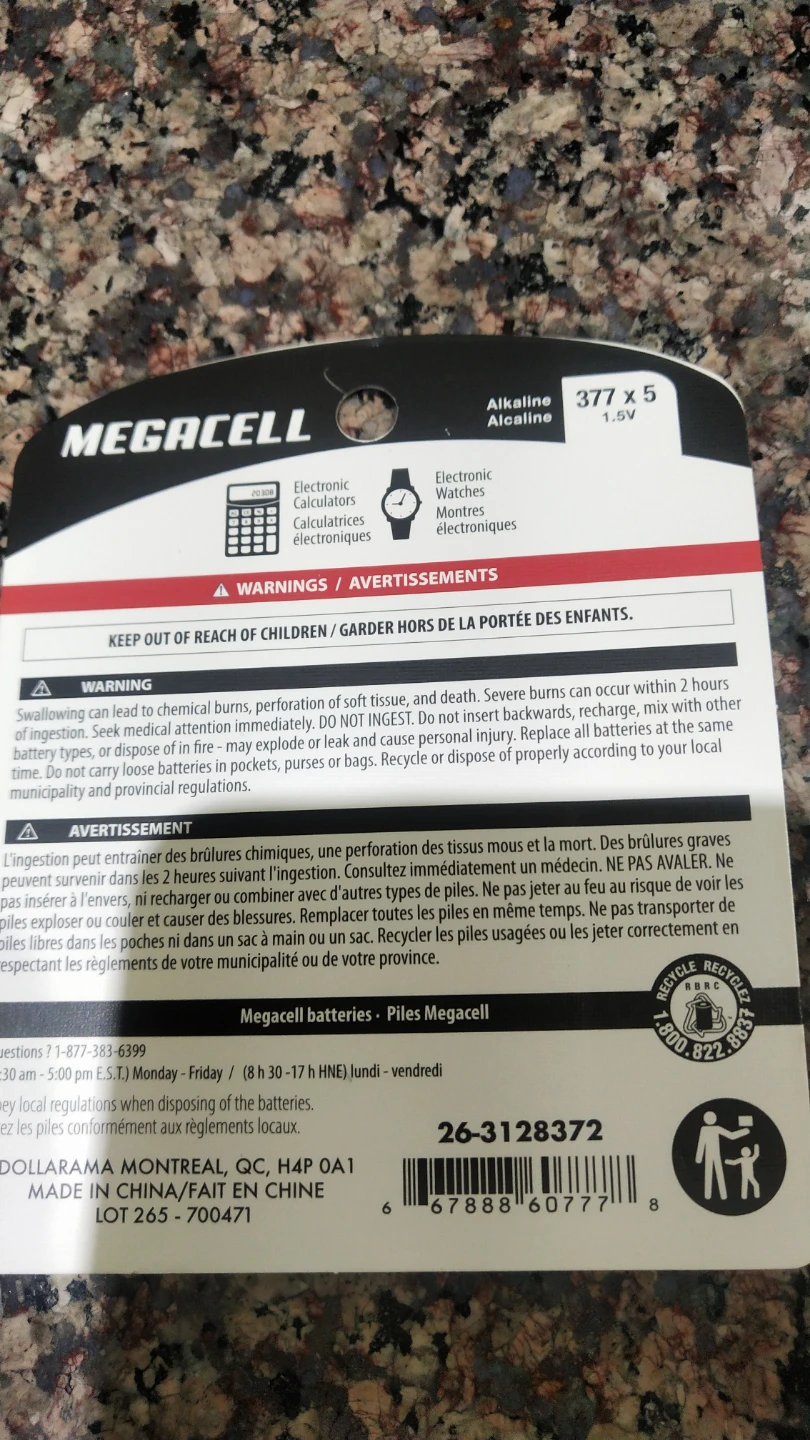 MEGACELL
Alkaline
Alcaline
377 x 5
1.5V
-20308
Electronic
Calculators
Calculatrices
électroniques
Electronic
Watches
Montres
électroniques
WARNINGS / AVERTISSEMENTS
KEEP OUT OF REACH OF CHILDREN / GARDER HORS DE LA PORTÉE DES ENFANTS.
WARNING
Swallowing can lead to chemical burns, perforation of soft tissue, and death. Severe burns can occur within 2 hours
of ingestion. Seek medical attention immediately. DO NOT INGEST. Do not insert backwards, recharge, mix with other
battery types, or dispose of in fire - may explode or leak and cause personal injury. Replace all batteries at the same
time. Do not carry loose batteries in pockets, purses or bags. Recycle or dispose of properly according to your local
municipality and provincial regulations.
AVERTISSEMENT
L'ingestion peut entraîner des brûlures chimiques, une perforation des tissus mous et la mort. Des brûlures graves
peuvent survenir dans les 2 heures suivant l'ingestion. Consultez immédiatement un médecin. NE PAS AVALER. Ne
pas insérer à l'envers, ni recharger ou combiner avec d'autres types de piles. Ne pas jeter au feu au risque de voir les
piles exploser ou couler et causer des blessures. Remplacer toutes les piles en même temps. Ne pas transporter de
piles libres dans les poches ni dans un sac à main ou un sac. Recycler les piles usagées ou les jeter correctement en
espectant les règlements de votre municipalité ou de votre province.
Megacell batteries · Piles Megacell
RECYCLE RECYCLEZ
RBRC
1.800.822.8837
uestions ? 1-877-383-6399
:30 am - 5:00 pm E.S.T.) Monday - Friday / (8 h 30 -17 h HNE) lundi - vendredi
ey local regulations when disposing of the batteries.
ez les piles conformément aux règlements locaux.
DOLLARAMA MONTREAL, QC, H4P 0A1
MADE IN CHINA/FAIT EN CHINE
LOT 265 - 700471
26-3128372
6 67888 60777 8